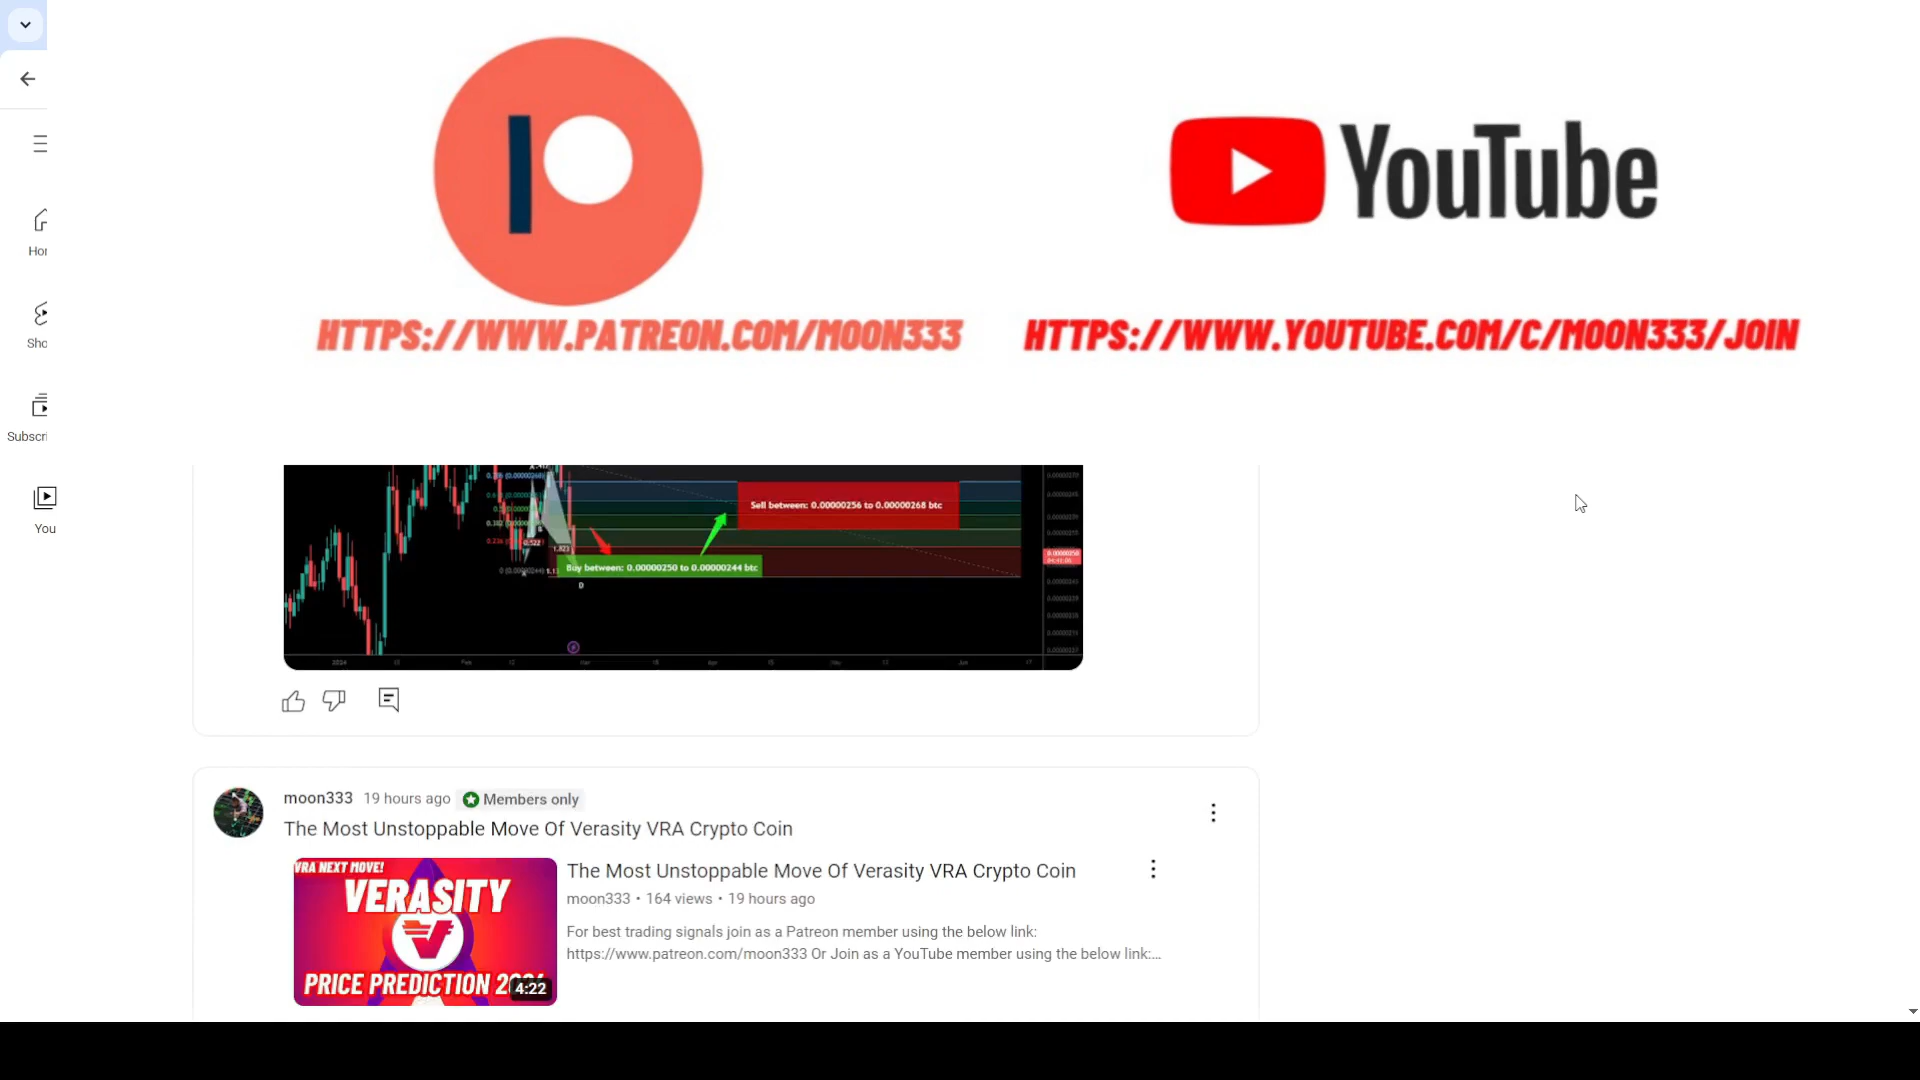 YouTube
HTTPS://WWW.PATREON.COM/MOON333
HTTPS://WWW.YOUTUBE.COM/C/MOON333/JOIN
Hor
Sho
Subscri
You
Sell between: 0.00000256 to 0.00000268 btc
0.522
1.823
Buy between: 0.00000250 to 0.00000244 btc
D
2024
moon333 19 hours ago Members only
The Most Unstoppable Move Of Verasity VRA Crypto Coin
VRA NEXT MOVE!
VERASITY
PRICE PREDICTION
4:22
The Most Unstoppable Move Of Verasity VRA Crypto Coin
moon333 • 164 views • 19 hours ago
For best trading signals join as a Patreon member using the below link:
https://www.patreon.com/moon333 Or Join as a YouTube member using the below link:...